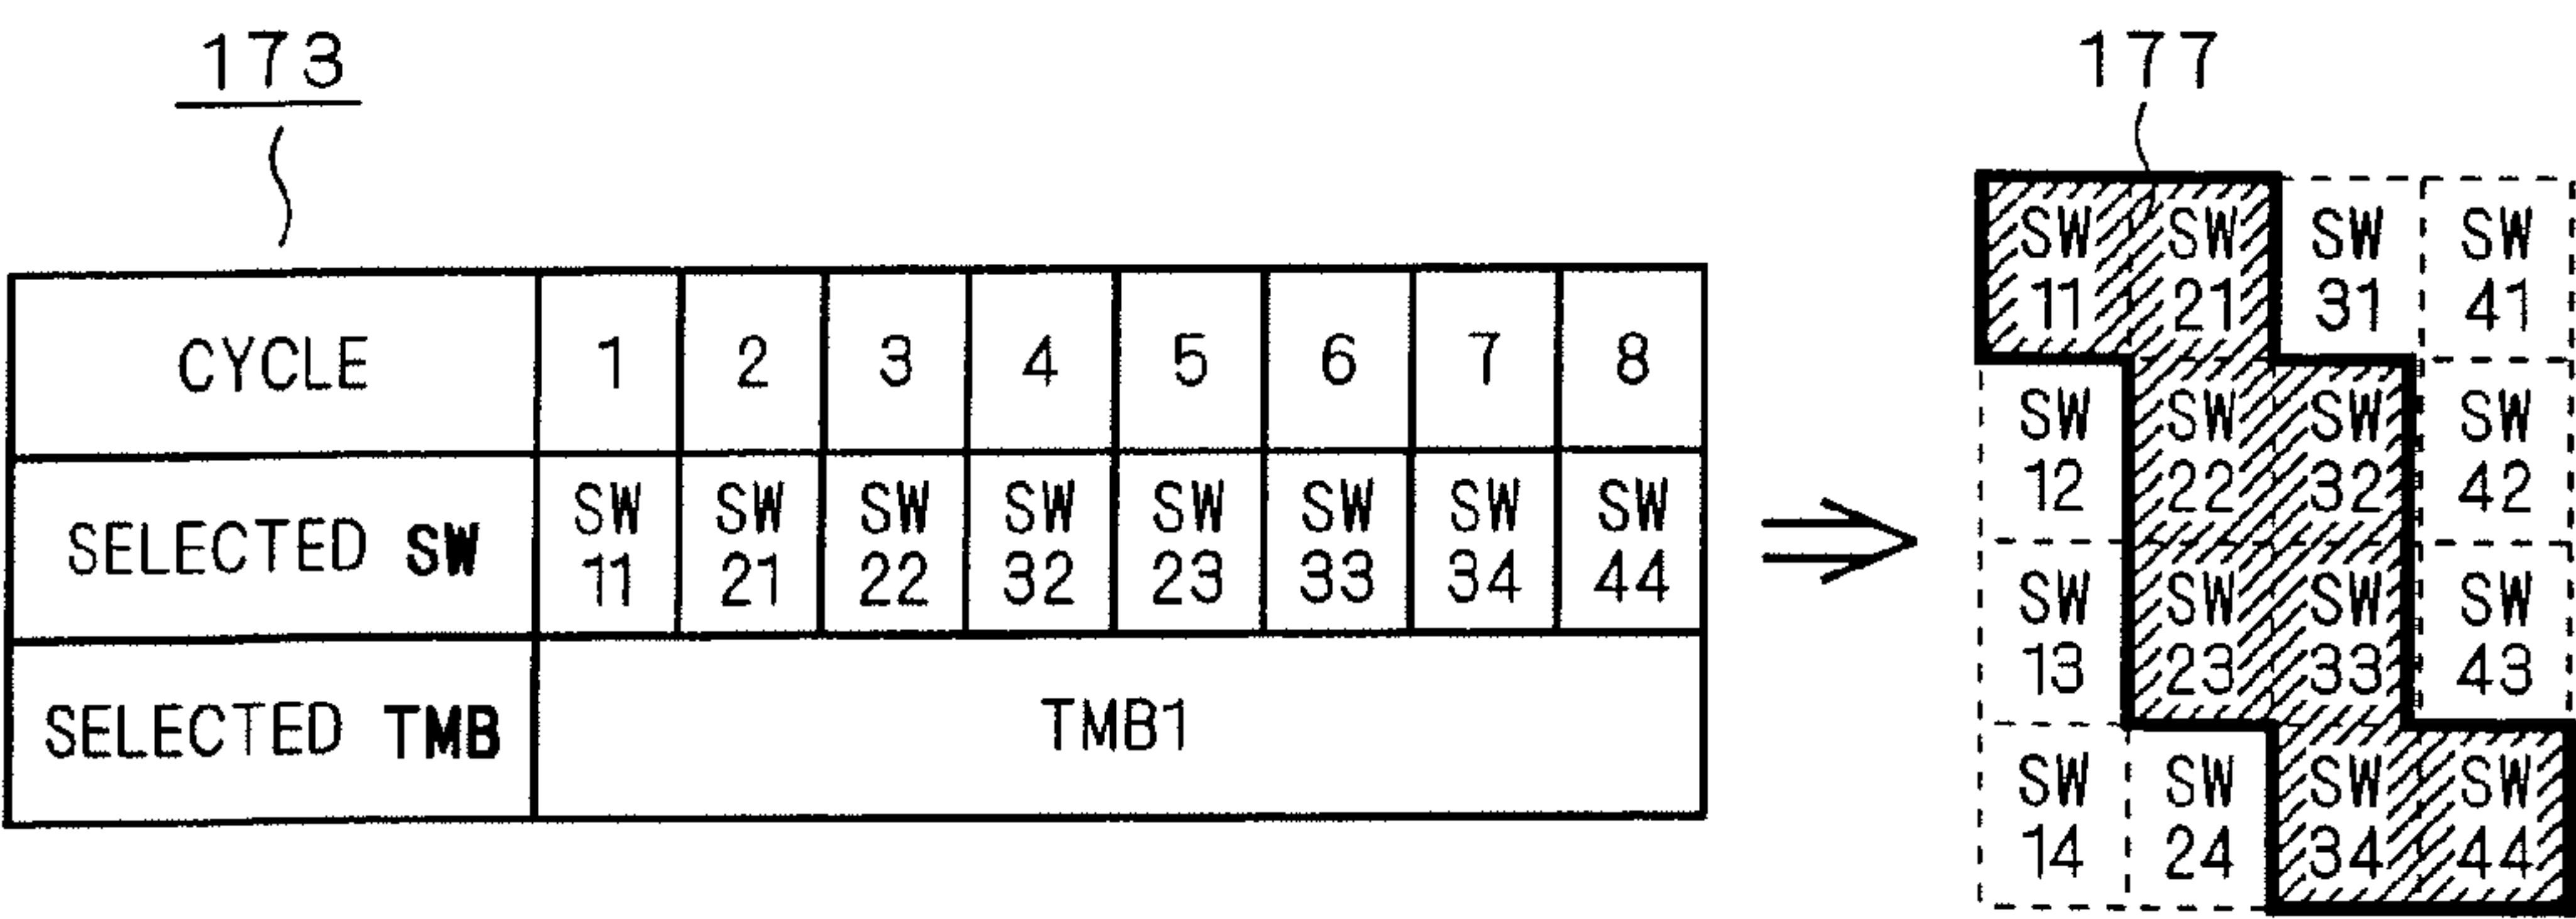 173
CYCLE 1 2 3 4 5 6 7 8
SELECTED SW SW 11 SW 21 SW 22 SW 32 SW 23 SW 33 SW 34 SW 44
SELECTED TMB TMB1
177
SW 11 SW 21 SW 31 SW 41
SW 12 SW 22 SW 32 SW 42
SW 13 SW 23 SW 33 SW 43
SW 14 SW 24 SW 34 SW 44